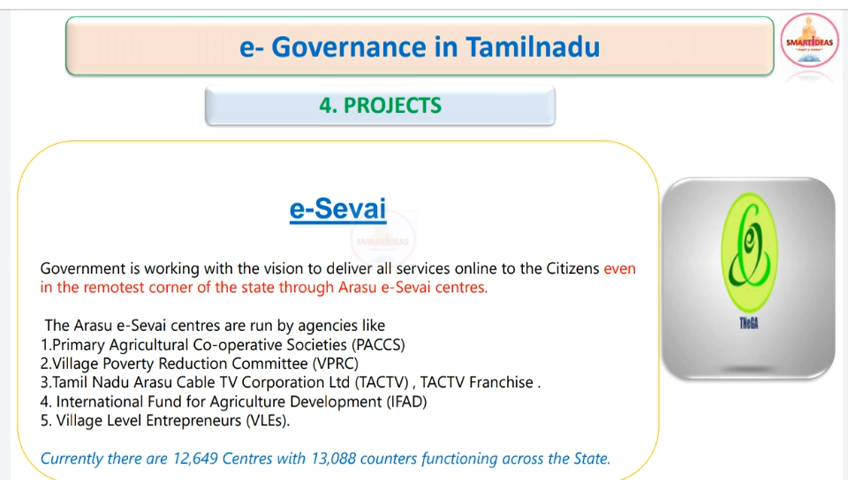 e- Governance in Tamilnadu
SMARTIDEAS
4. PROJECTS
e-Sevai
SMARTIDEAS
Government is working with the vision to deliver all services online to the Citizens even
in the remotest corner of the state through Arasu e-Sevai centres.
The Arasu e-Sevai centres are run by agencies like
1.Primary Agricultural Co-operative Societies (PACCS)
2.Village Poverty Reduction Committee (VPRC)
3.Tamil Nadu Arasu Cable TV Corporation Ltd (TACTV) , TACTV Franchise .
4. International Fund for Agriculture Development (IFAD)
5. Village Level Entrepreneurs (VLEs).
Currently there are 12,649 Centres with 13,088 counters functioning across the State.
TNeGA